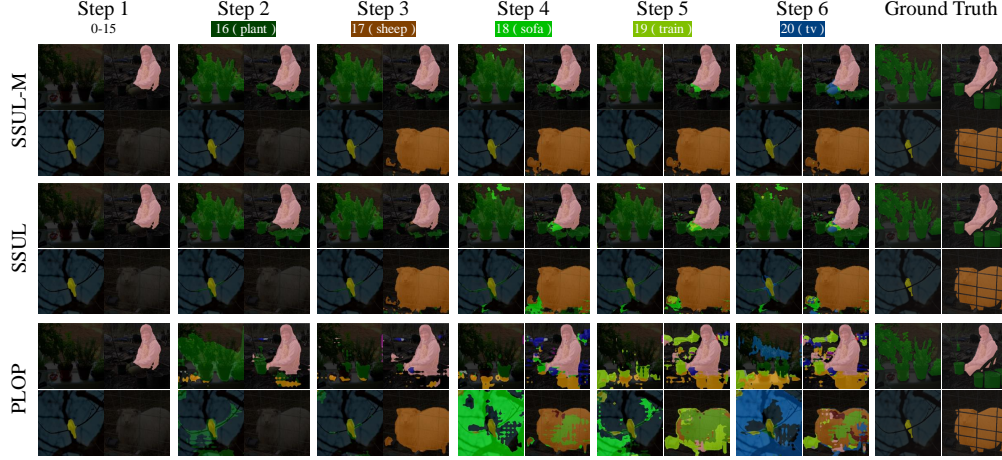 Step 1 Step 2 Step 3 Step 4 Step 5 Step 6 Ground Truth
0-15 16 ( plant ) 17 ( sheep ) 18 ( sofa ) 19 ( train ) 20 ( tv )
SSUL-M
SSUL
PLOP